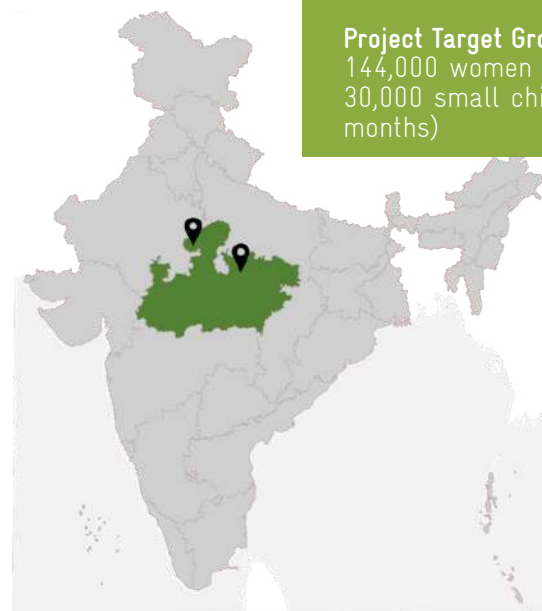 Project Target Gro
144,000 women
30,000 small chi
months)